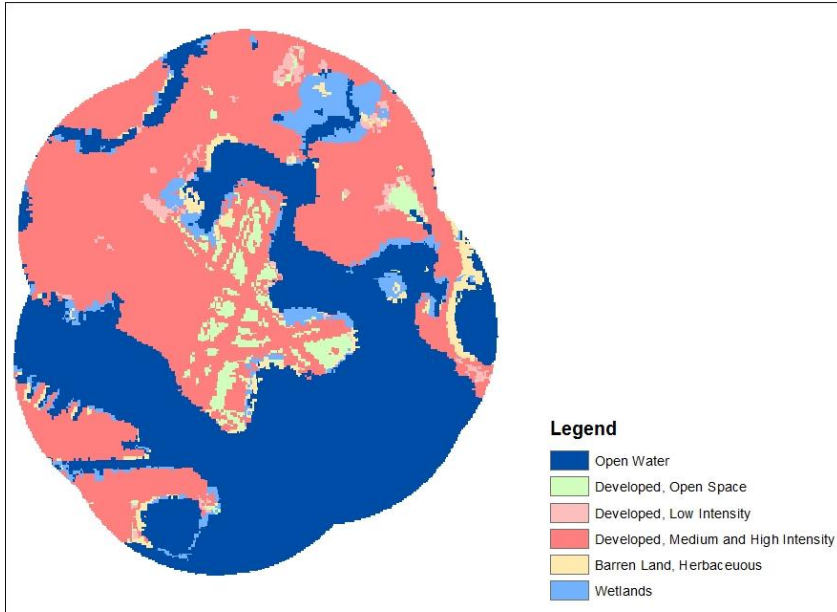 Legend
Open Water
Developed, Open Space
Developed, Low Intensity
Developed, Medium and High Intensity
Barren Land, Herbaceuous
Wetlands